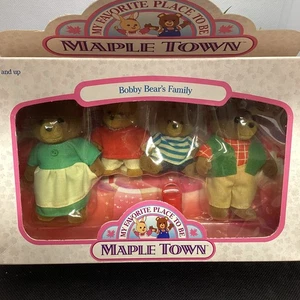 MY FAVORITE PLACE TO BE
MAPLE TOWN
and up
Bobby Bear's Family
MY FAVORITE PLACE TO BE
MAPLE TOWN